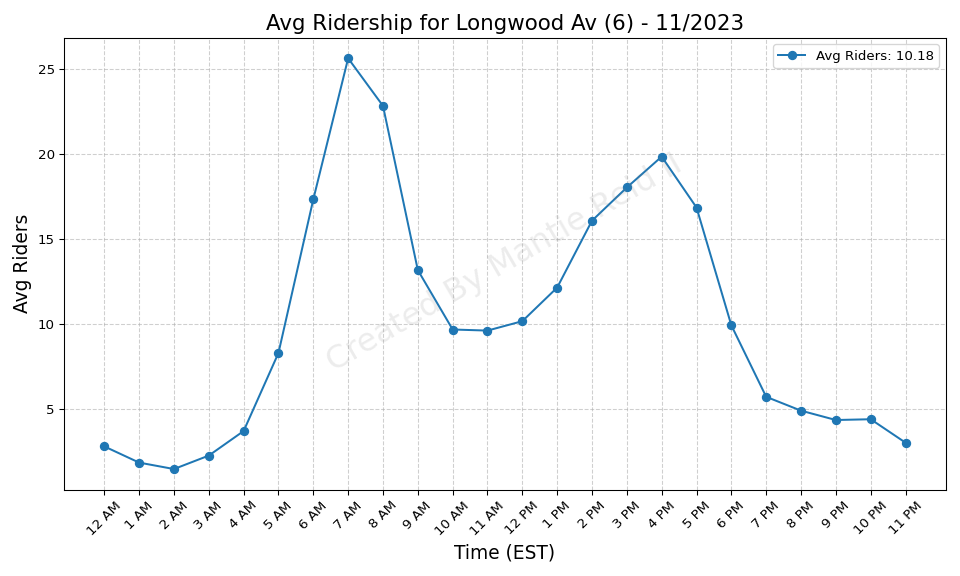 Avg Ridership for Longwood Av (6) - 11/2023
Avg Riders: 10.18
Avg Riders
25
20
15
10
5
Created By Mantie Reid II
12 AM
1 AM
2 AM
3 AM
4 AM
5 AM
6 AM
7 AM
8 AM
9 AM
10 AM
11 AM
12 PM
1 PM
2 PM
3 PM
4 PM
5 PM
6 PM
7 PM
8 PM
9 PM
10 PM
11 PM
Time (EST)